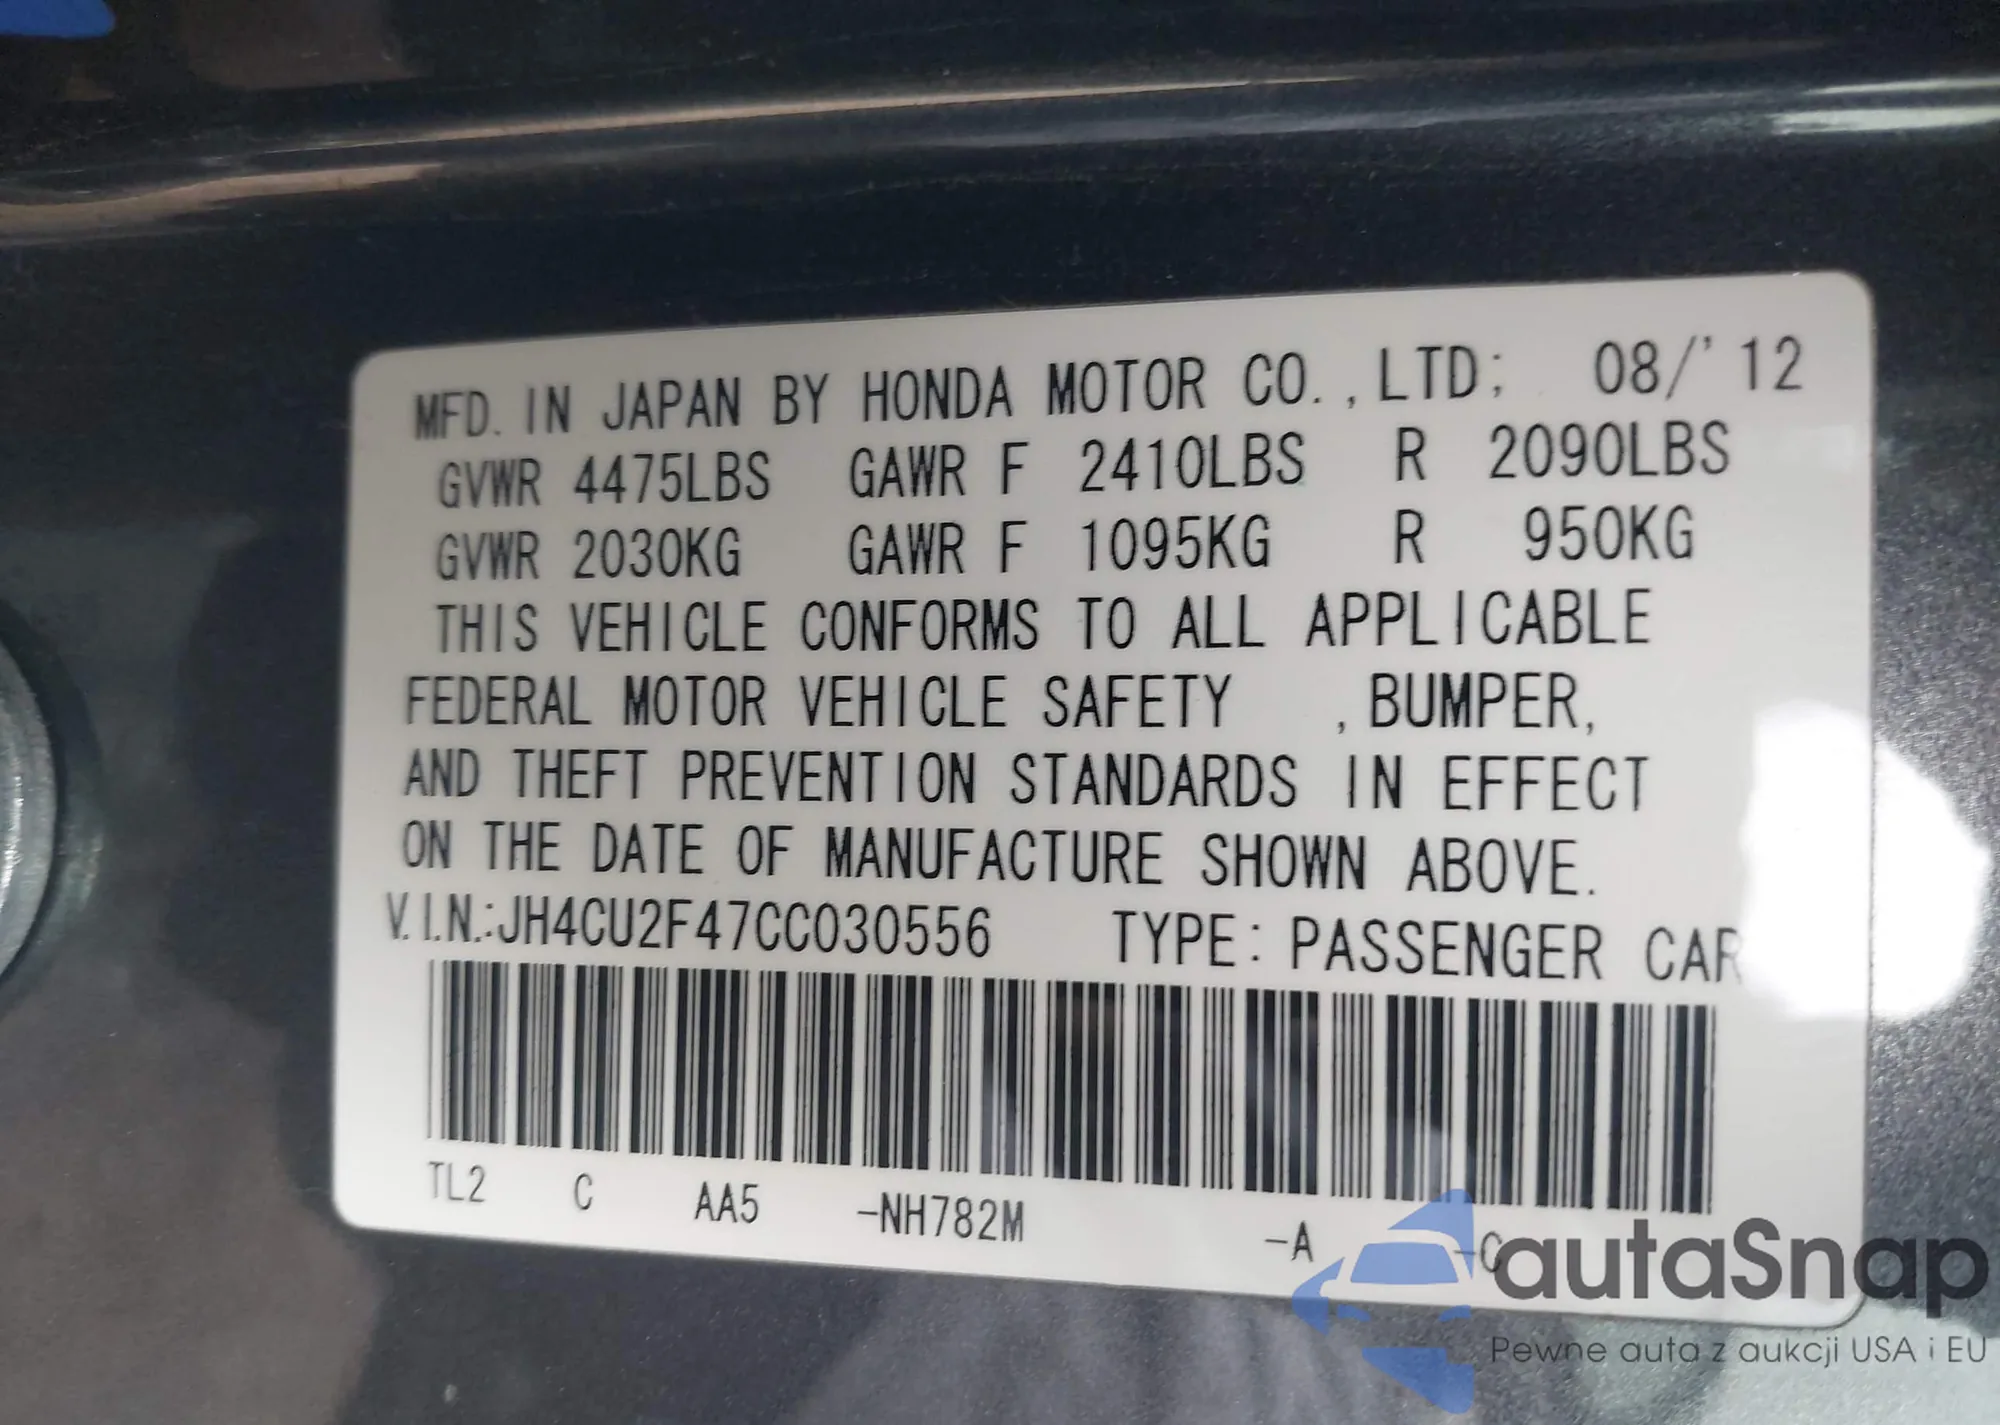 MFD. IN JAPAN BY HONDA MOTOR CO.,LTD; 08/'12
GVWR 4475LBS GAWR F 2410LBS R 2090LBS
GVWR 2030KG GAWR F 1095KG R 950KG
THIS VEHICLE CONFORMS TO ALL APPLICABLE
FEDERAL MOTOR VEHICLE SAFETY , BUMPER,
AND THEFT PREVENTION STANDARDS IN EFFECT
ON THE DATE OF MANUFACTURE SHOWN ABOVE.
V.I.N.:JH4CU2F47CC030556 TYPE: PASSENGER CAR
TL2 C AA5 -NH782M -A -C
autaSnap
Pewne auta z aukcji USA i EU